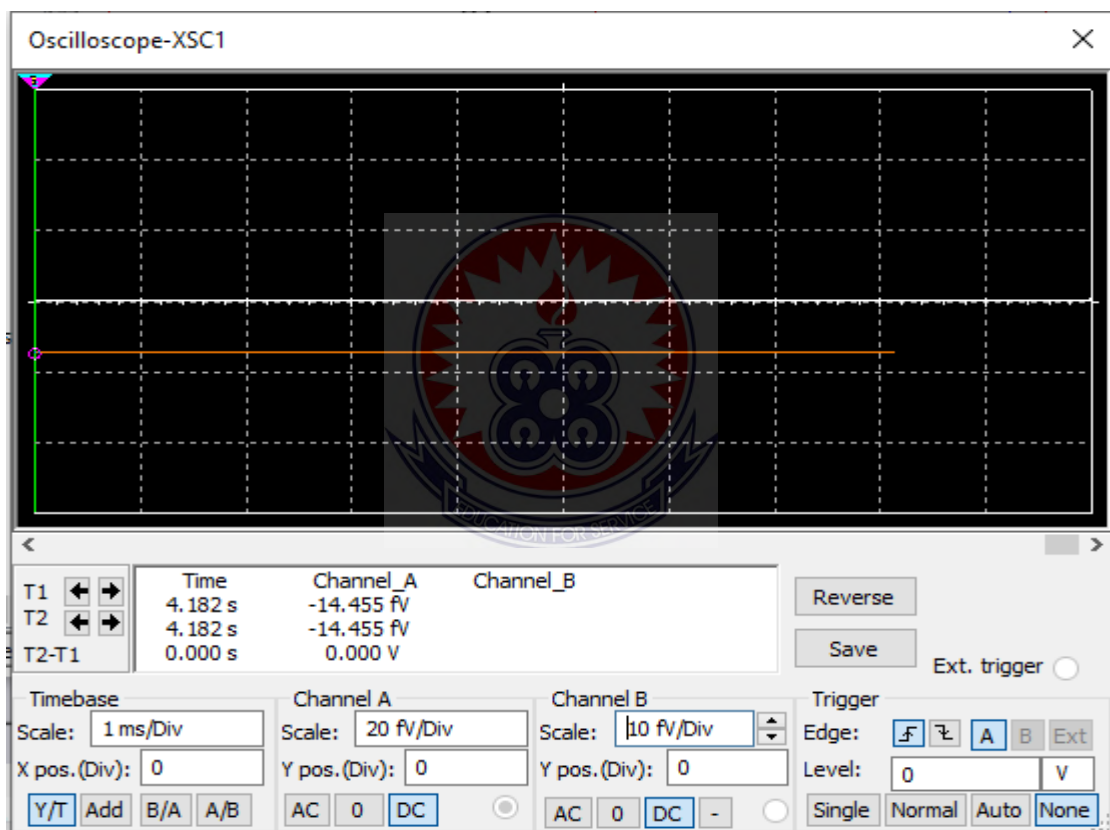 Oscilloscope-XSC1
EDUCATION FOR SERVICE
Time Channel_A Channel_B
T1 4.182 s -14.455 fV
T2 4.182 s -14.455 fV
T2-T1 0.000 s 0.000 V
Reverse
Save
Ext. trigger
Timebase Channel A Channel B Trigger
Scale: 1 ms/Div Scale: 20 fV/Div Scale: 10 fV/Div Edge: A B Ext
X pos.(Div): 0 Y pos.(Div): 0 Y pos.(Div): 0 Level: 0 V
Y/T Add B/A A/B AC 0 DC AC 0 DC - Single Normal Auto None